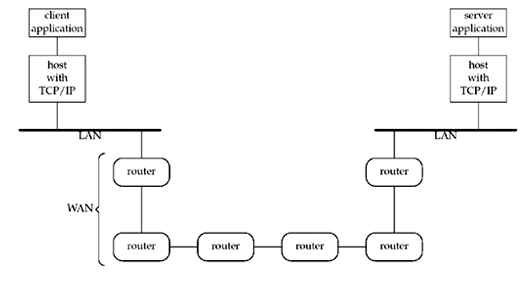 client
application
server
application
host
with
TCP/IP
host
with
TCP/IP
LAN
LAN
router
router
WAN
router
router
router
router